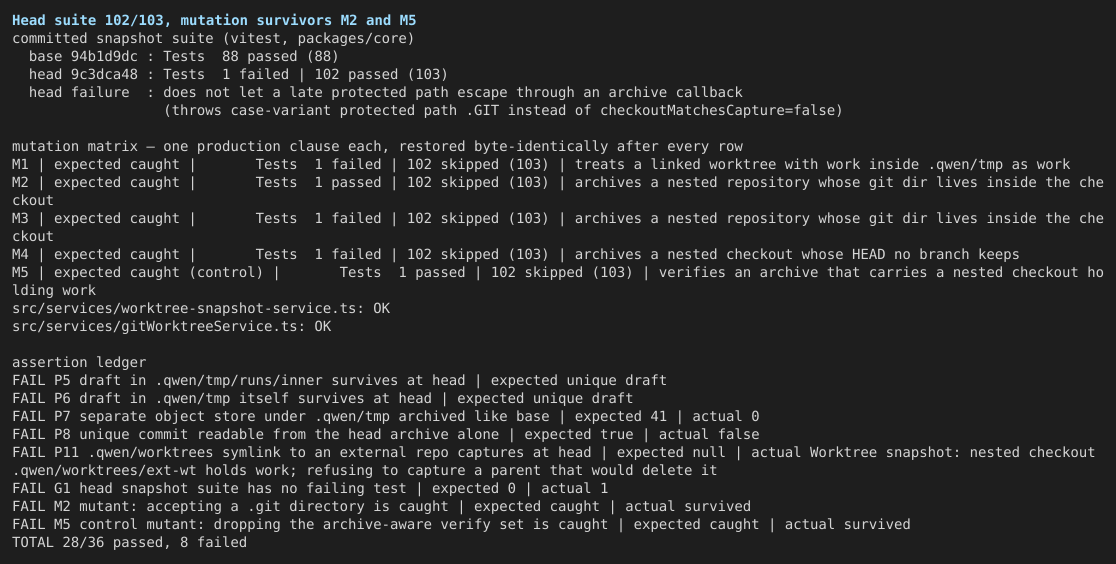 Head suite 102/103, mutation survivors M2 and M5
committed snapshot suite (vitest, packages/core)
  base 94b1d9dc : Tests  88 passed (88)
  head 9c3dca48 : Tests  1 failed | 102 passed (103)
  head failure  : does not let a late protected path escape through an archive callback
                  (throws case-variant protected path .GIT instead of checkoutMatchesCapture=false)

mutation matrix — one production clause each, restored byte-identically after every row
M1 | expected caught |       Tests  1 failed | 102 skipped (103) | treats a linked worktree with work inside .qwen/tmp as work
M2 | expected caught |       Tests  1 passed | 102 skipped (103) | archives a nested repository whose git dir lives inside the che
ckout
M3 | expected caught |       Tests  1 failed | 102 skipped (103) | archives a nested repository whose git dir lives inside the che
ckout
M4 | expected caught |       Tests  1 failed | 102 skipped (103) | archives a nested checkout whose HEAD no branch keeps
M5 | expected caught (control) |       Tests  1 passed | 102 skipped (103) | verifies an archive that carries a nested checkout ho
lding work
src/services/worktree-snapshot-service.ts: OK
src/services/gitWorktreeService.ts: OK

assertion ledger
FAIL P5 draft in .qwen/tmp/runs/inner survives at head | expected unique draft
FAIL P6 draft in .qwen/tmp itself survives at head | expected unique draft
FAIL P7 separate object store under .qwen/tmp archived like base | expected 41 | actual 0
FAIL P8 unique commit readable from the head archive alone | expected true | actual false
FAIL P11 .qwen/worktrees symlink to an external repo captures at head | expected null | actual Worktree snapshot: nested checkout
.qwen/worktrees/ext-wt holds work; refusing to capture a parent that would delete it
FAIL G1 head snapshot suite has no failing test | expected 0 | actual 1
FAIL M2 mutant: accepting a .git directory is caught | expected caught | actual survived
FAIL M5 control mutant: dropping the archive-aware verify set is caught | expected caught | actual survived
TOTAL 28/36 passed, 8 failed